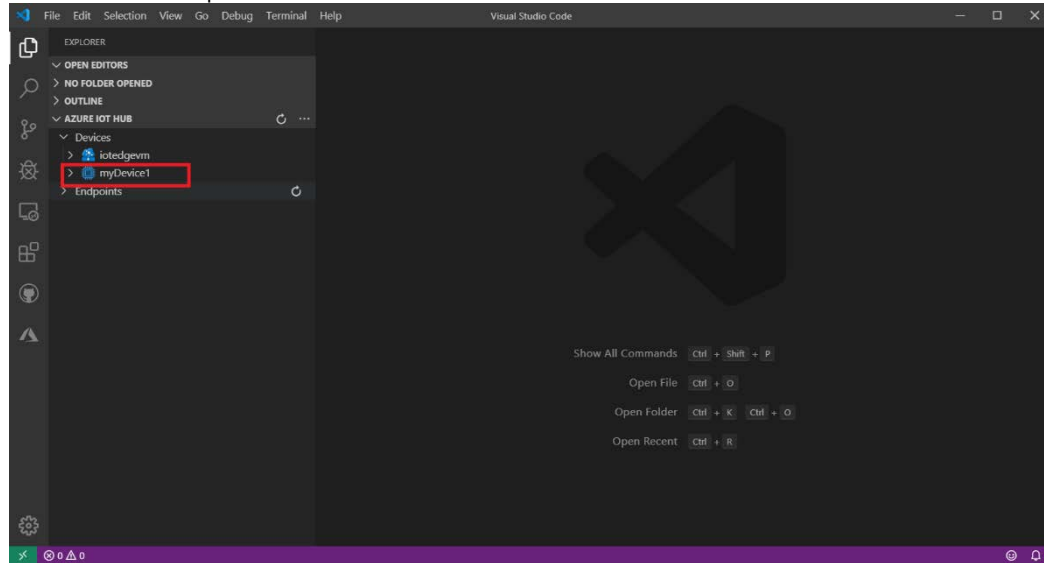 File Edit Selection View Go Debug Terminal Help Visual Studio Code
EXPLORER
OPEN EDITORS
NO FOLDER OPENED
OUTLINE
AZURE IOT HUB
Devices
iotedgevm
myDevice1
Endpoints
Show All Commands Ctrl + Shift + P
Open File Ctrl + O
Open Folder Ctrl + K Ctrl + O
Open Recent Ctrl + R
0 0